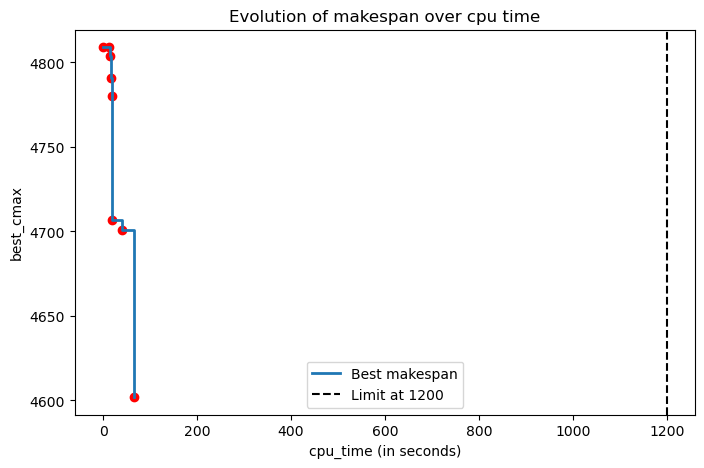 Evolution of makespan over cpu time
best_cmax
4800
4750
4700
4650
4600
Best makespan
Limit at 1200
0
200
400
600
800
1000
1200
cpu_time (in seconds)